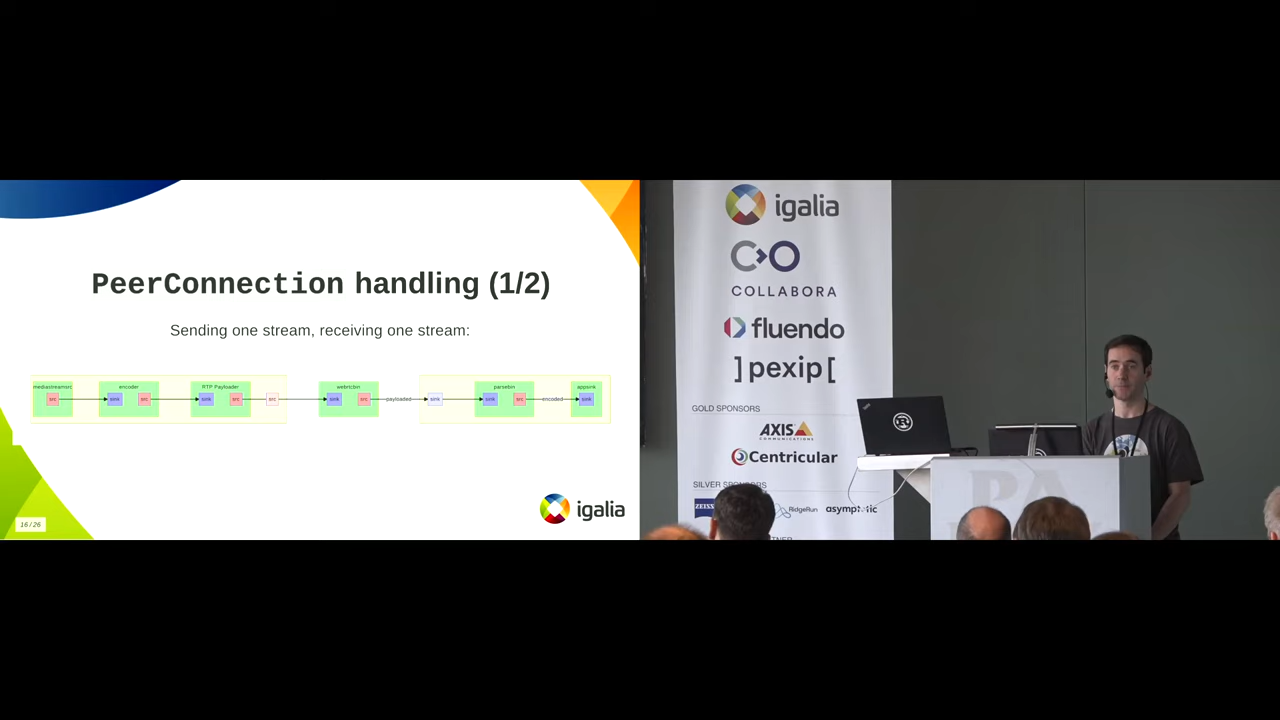 PeerConnection handling (1/2)
Sending one stream, receiving one stream:
mediastreamsrc
encoder
RTP Payloader
webrtcbin
parsebin
appsink
src
sink
src
sink
src
src
sink
src
payloaded
sink
sink
src
encoded
sink
16 / 26
igalia
igalia
COLLABORA
fluendo
]pexip[
GOLD SPONSORS
AXIS
COMMUNICATIONS
Centricular
SILVER SPONSORS
ZEISS
RidgeRun
asymptotic